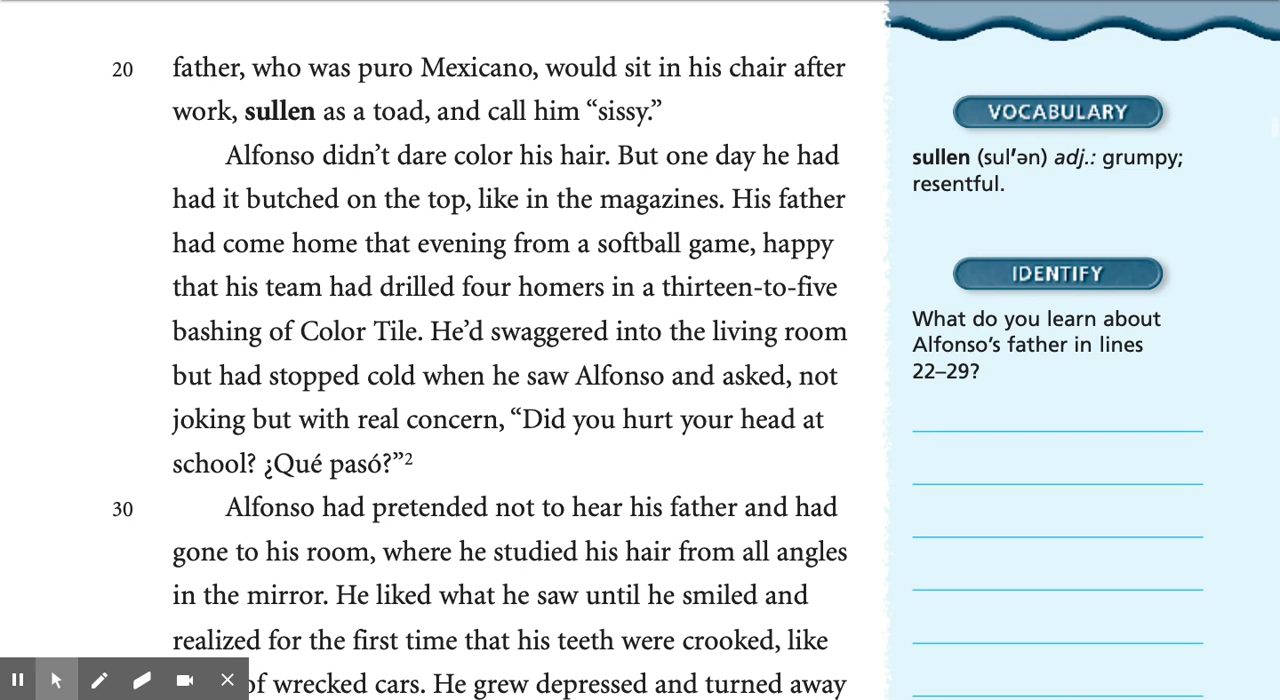 20 father, who was puro Mexicano, would sit in his chair after
work, sullen as a toad, and call him “sissy.”
Alfonso didn’t dare color his hair. But one day he had
had it butched on the top, like in the magazines. His father
had come home that evening from a softball game, happy
that his team had drilled four homers in a thirteen-to-five
bashing of Color Tile. He’d swaggered into the living room
but had stopped cold when he saw Alfonso and asked, not
joking but with real concern, “Did you hurt your head at
school? ¿Qué pasó?”²
30 Alfonso had pretended not to hear his father and had
gone to his room, where he studied his hair from all angles
in the mirror. He liked what he saw until he smiled and
realized for the first time that his teeth were crooked, like
of wrecked cars. He grew depressed and turned away
VOCABULARY
sullen (sul′ən) adj.: grumpy;
resentful.
IDENTIFY
What do you learn about
Alfonso’s father in lines
22–29?